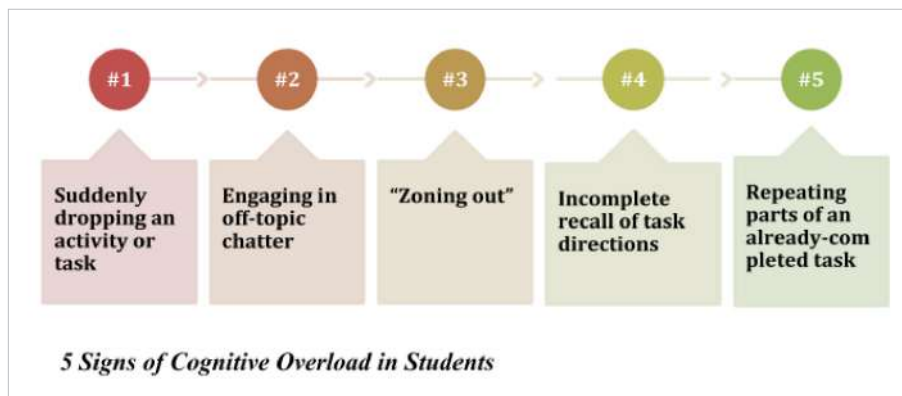 #1
#2
#3
#4
#5
Suddenly
dropping an
activity or
task
Engaging in
off-topic
chatter
“Zoning out”
Incomplete
recall of task
directions
Repeating
parts of an
already-com
pleted task
5 Signs of Cognitive Overload in Students